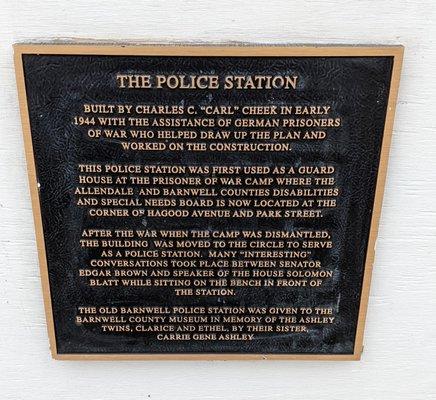 THE POLICE STATION
BUILT BY CHARLES C. "CARL" CHEEK IN EARLY
1944 WITH THE ASSISTANCE OF GERMAN PRISONERS
OF WAR WHO HELPED DRAW UP THE PLAN AND
WORKED ON THE CONSTRUCTION.
THIS POLICE STATION WAS FIRST USED AS A GUARD
HOUSE AT THE PRISONER OF WAR CAMP WHERE THE
ALLENDALE AND BARNWELL COUNTIES DISABILITIES
AND SPECIAL NEEDS BOARD IS NOW LOCATED AT THE
CORNER OF HAGOOD AVENUE AND PARK STREET.
AFTER THE WAR WHEN THE CAMP WAS DISMANTLED,
THE BUILDING WAS MOVED TO THE CIRCLE TO SERVE
AS A POLICE STATION. MANY "INTERESTING"
CONVERSATIONS TOOK PLACE BETWEEN SENATOR
EDGAR BROWN AND SPEAKER OF THE HOUSE SOLOMON
BLATT WHILE SITTING ON THE BENCH IN FRONT OF
THE STATION.
THE OLD BARNWELL POLICE STATION WAS GIVEN TO THE
BARNWELL COUNTY MUSEUM IN MEMORY OF THE ASHLEY
TWINS, CLARICE AND ETHEL, BY THEIR SISTER,
CARRIE GENE ASHLEY.